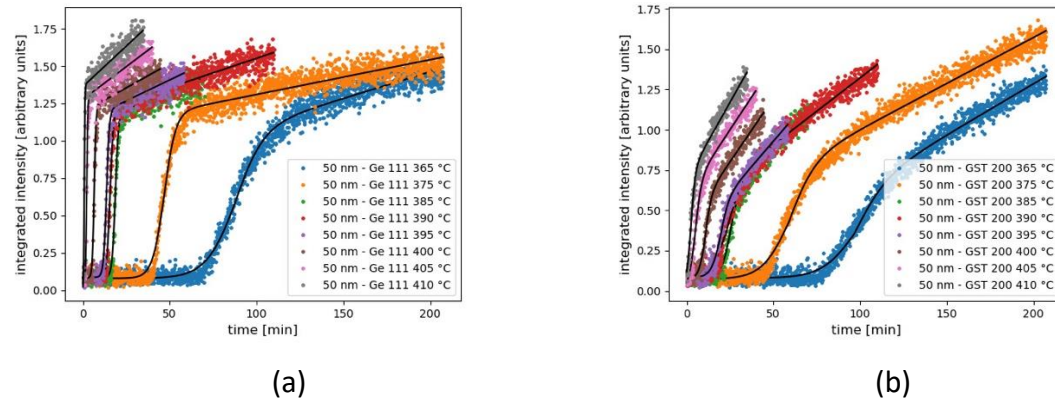 integrated intensity [arbitrary units]
1.75
1.50
1.25
1.00
0.75
0.50
0.25
0.00
50 nm - Ge 111 365 °C
50 nm - Ge 111 375 °C
50 nm - Ge 111 385 °C
50 nm - Ge 111 390 °C
50 nm - Ge 111 395 °C
50 nm - Ge 111 400 °C
50 nm - Ge 111 405 °C
50 nm - Ge 111 410 °C
0 50 100 150 200
time [min]
(a)
integrated intensity [arbitrary units]
1.75
1.50
1.25
1.00
0.75
0.50
0.25
0.00
50 nm - GST 200 365 °C
50 nm - GST 200 375 °C
50 nm - GST 200 385 °C
50 nm - GST 200 390 °C
50 nm - GST 200 395 °C
50 nm - GST 200 400 °C
50 nm - GST 200 405 °C
50 nm - GST 200 410 °C
0 50 100 150 200
time [min]
(b)